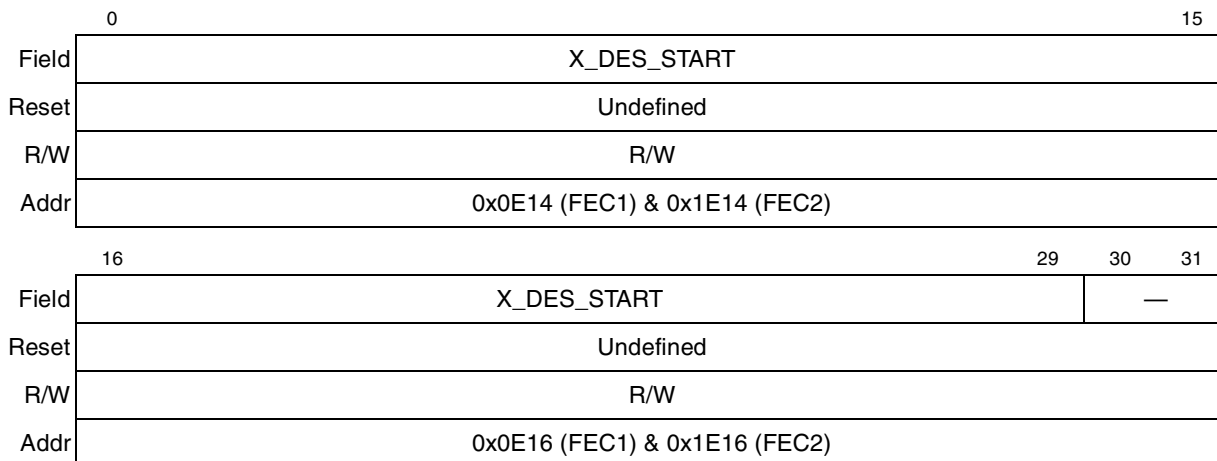 0 15
Field X_DES_START
Reset Undefined
R/W R/W
Addr 0x0E14 (FEC1) & 0x1E14 (FEC2)
16 29 30 31
Field X_DES_START —
Reset Undefined
R/W R/W
Addr 0x0E16 (FEC1) & 0x1E16 (FEC2)